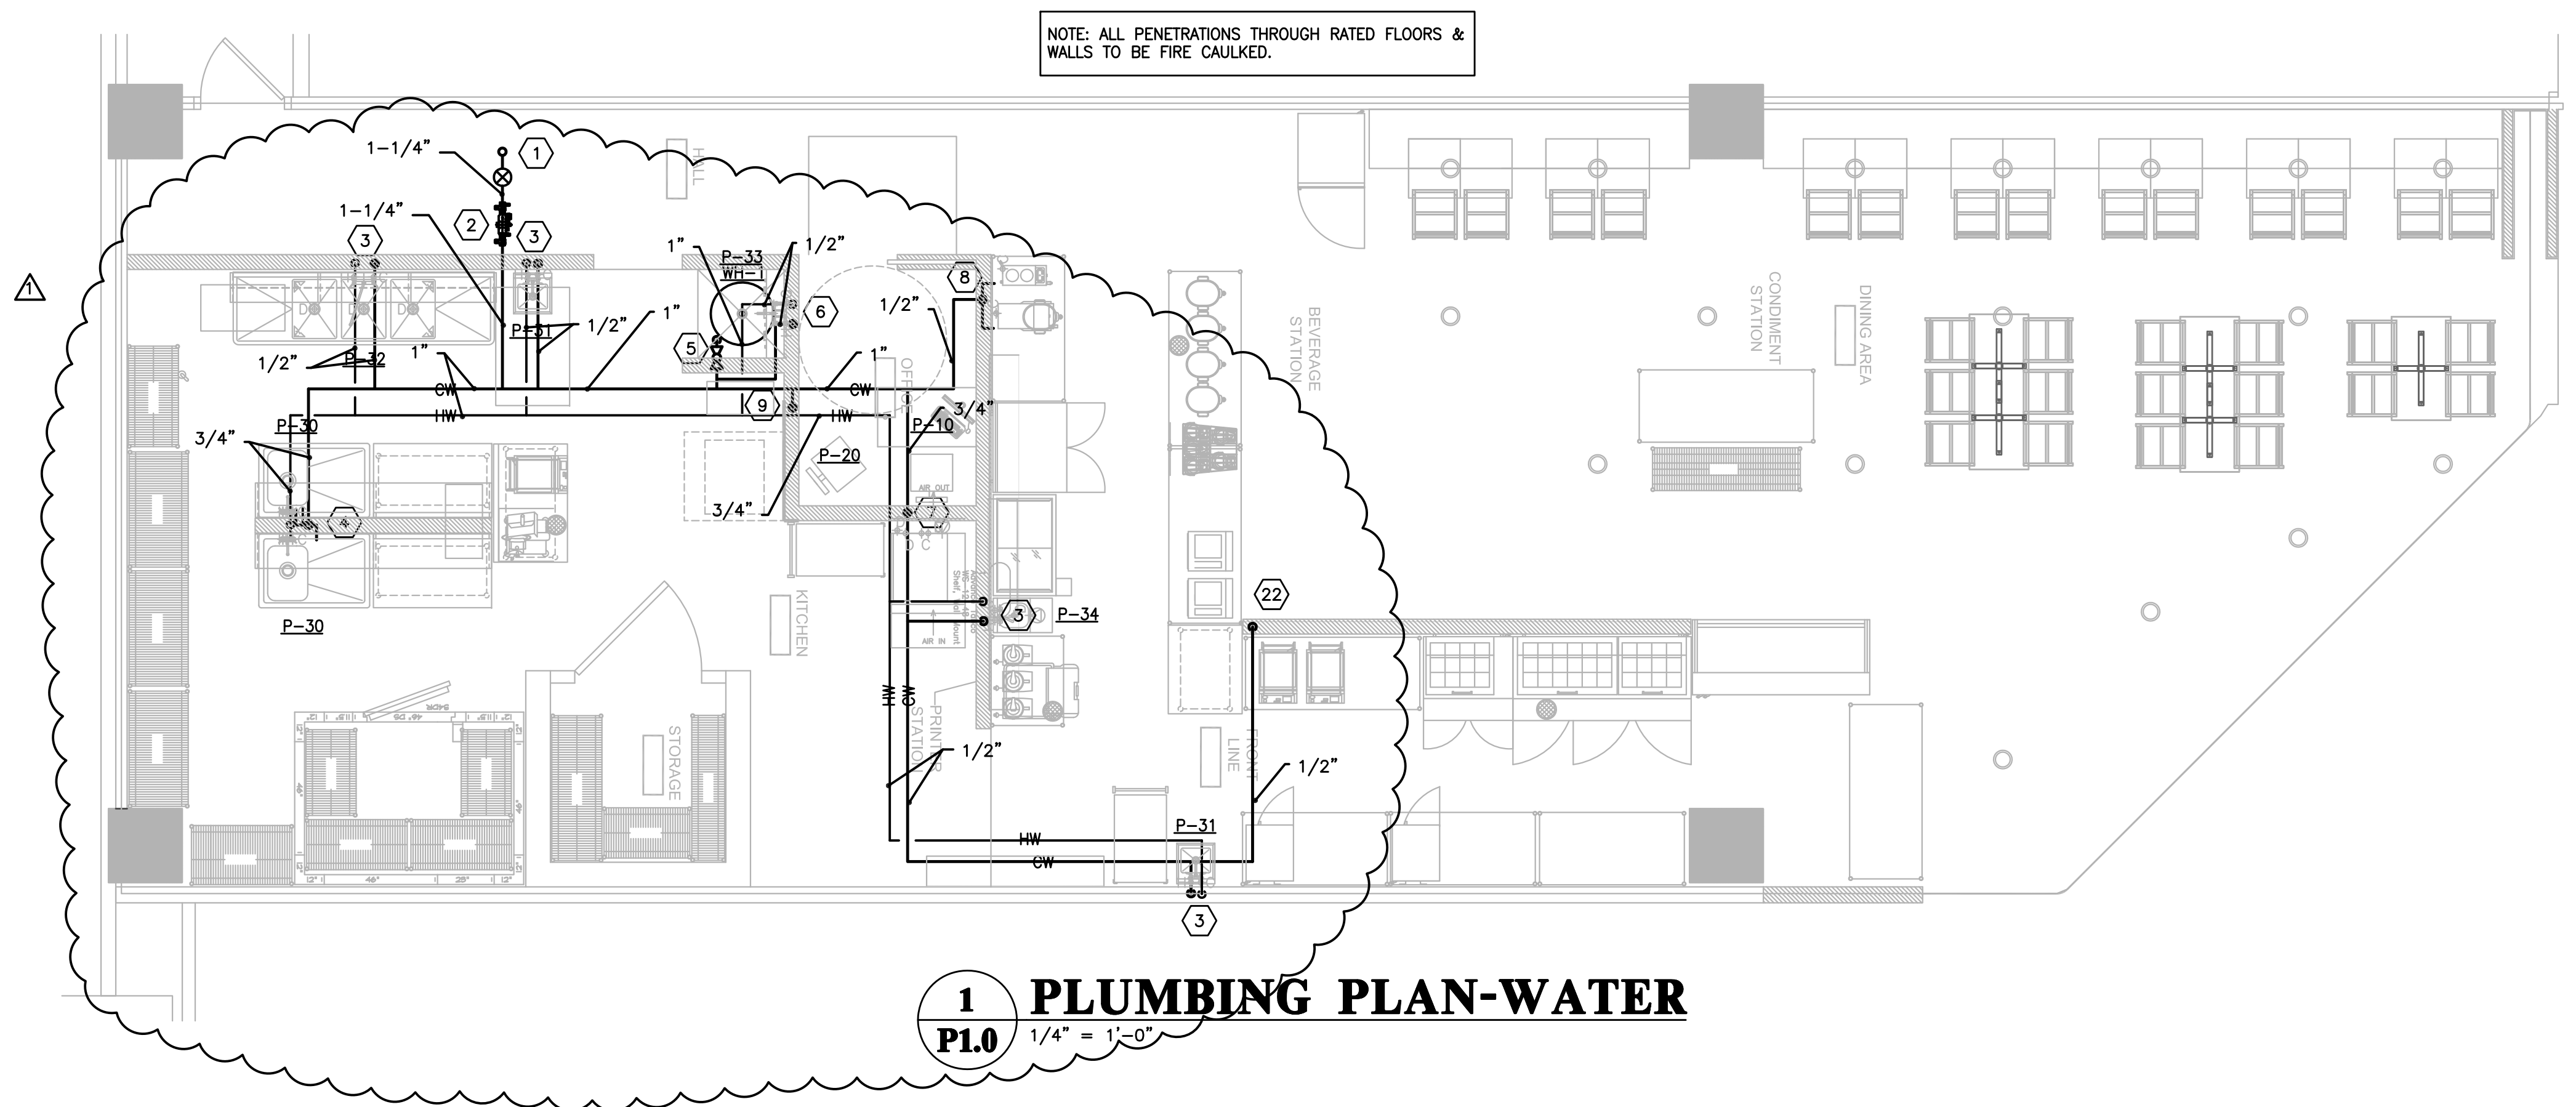 NOTE: ALL PENETRATIONS THROUGH RATED FLOORS &
WALLS TO BE FIRE CAULKED.
1-1/4"
1
HALL
1-1/4"
2
3
3
1"
P-33
WH-1
1/2"
8
1
1/2"
6
P-31
1/2"
1"
5
1/2"
P-32
1"
1"
OFFICE
BEVERAGE
STATION
CONDIMENT
STATION
DINING AREA
CW
CW
HW
9
HW
3/4"
P-30
3/4"
P-10
P-20
AIR OUT
3/4"
7
KITCHEN
AIR IN
3
P-34
22
P-30
HW
CW
PRINTER
STATION
STORAGE
FRONT
LINE
1/2"
1/2"
P-31
HW
CW
12"
46"
12"
3
1
P1.0
PLUMBING PLAN-WATER
1/4" = 1'-0"